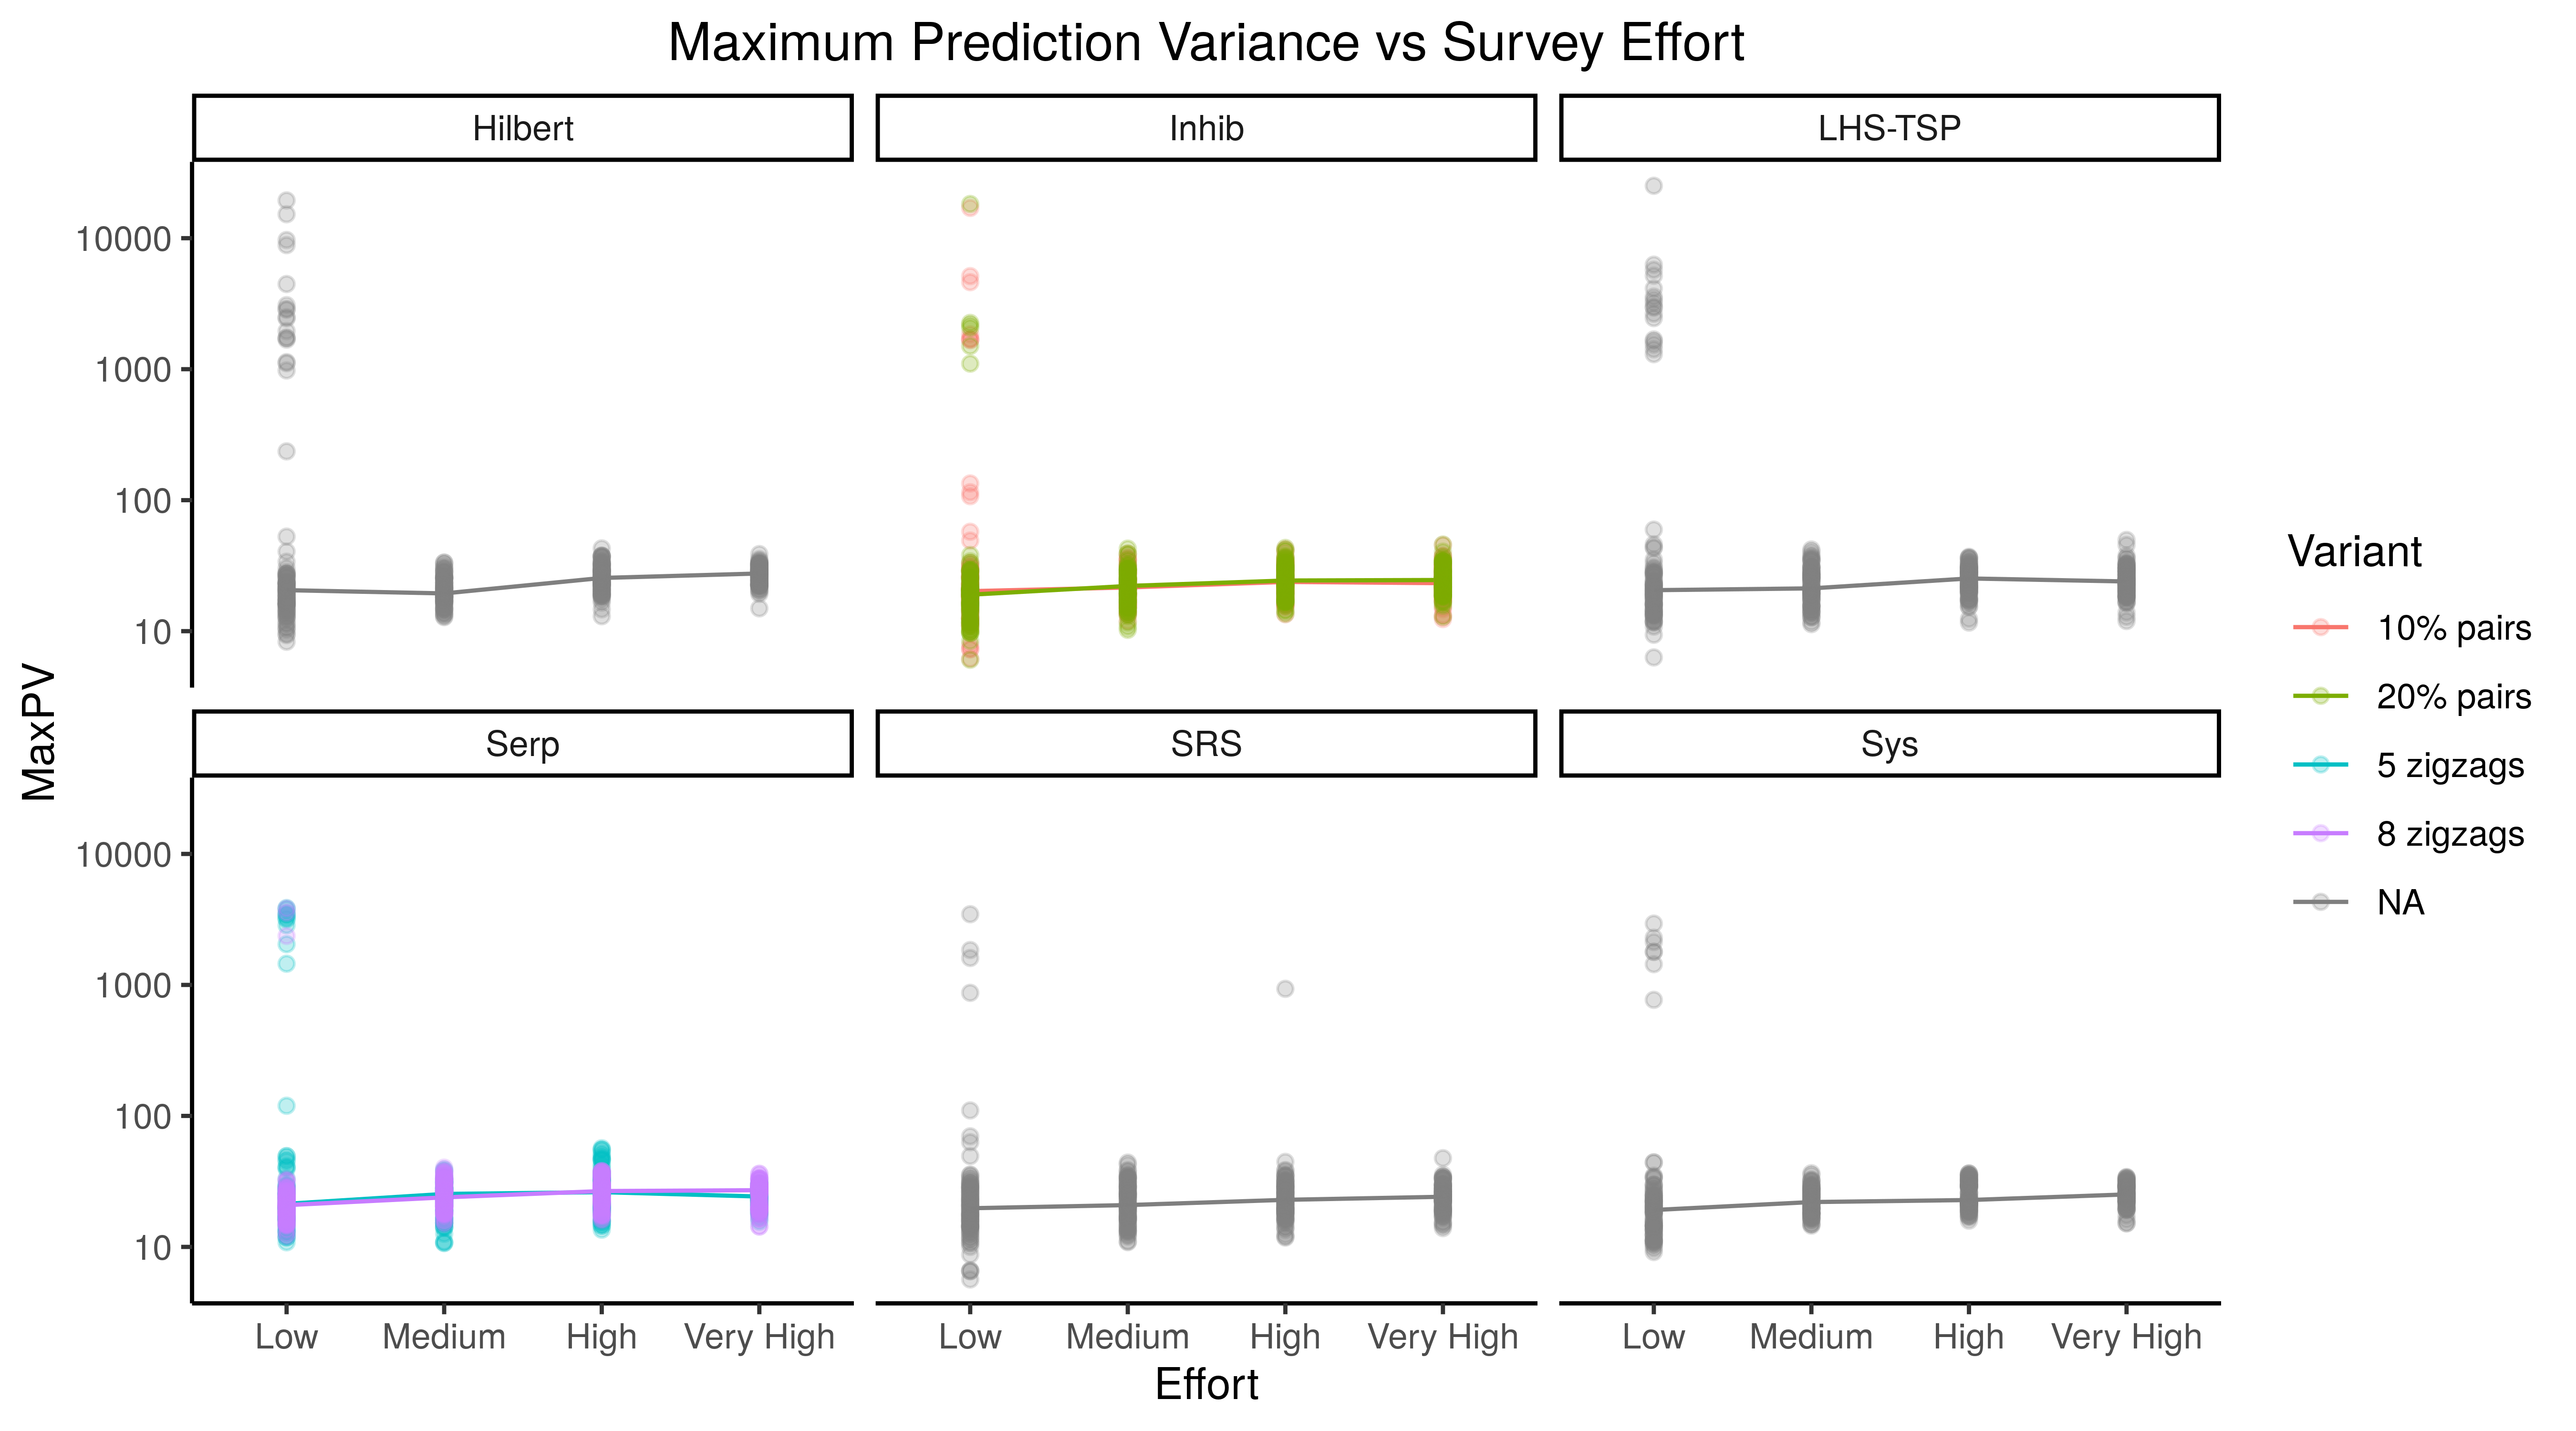 Maximum Prediction Variance vs Survey Effort
Hilbert
Inhib
LHS-TSP
10000
1000
100
10
MaxPV
Serp
SRS
Sys
10000
1000
100
10
Low Medium High Very High
Low Medium High Very High
Low Medium High Very High
Effort
Variant
10% pairs
20% pairs
5 zigzags
8 zigzags
NA